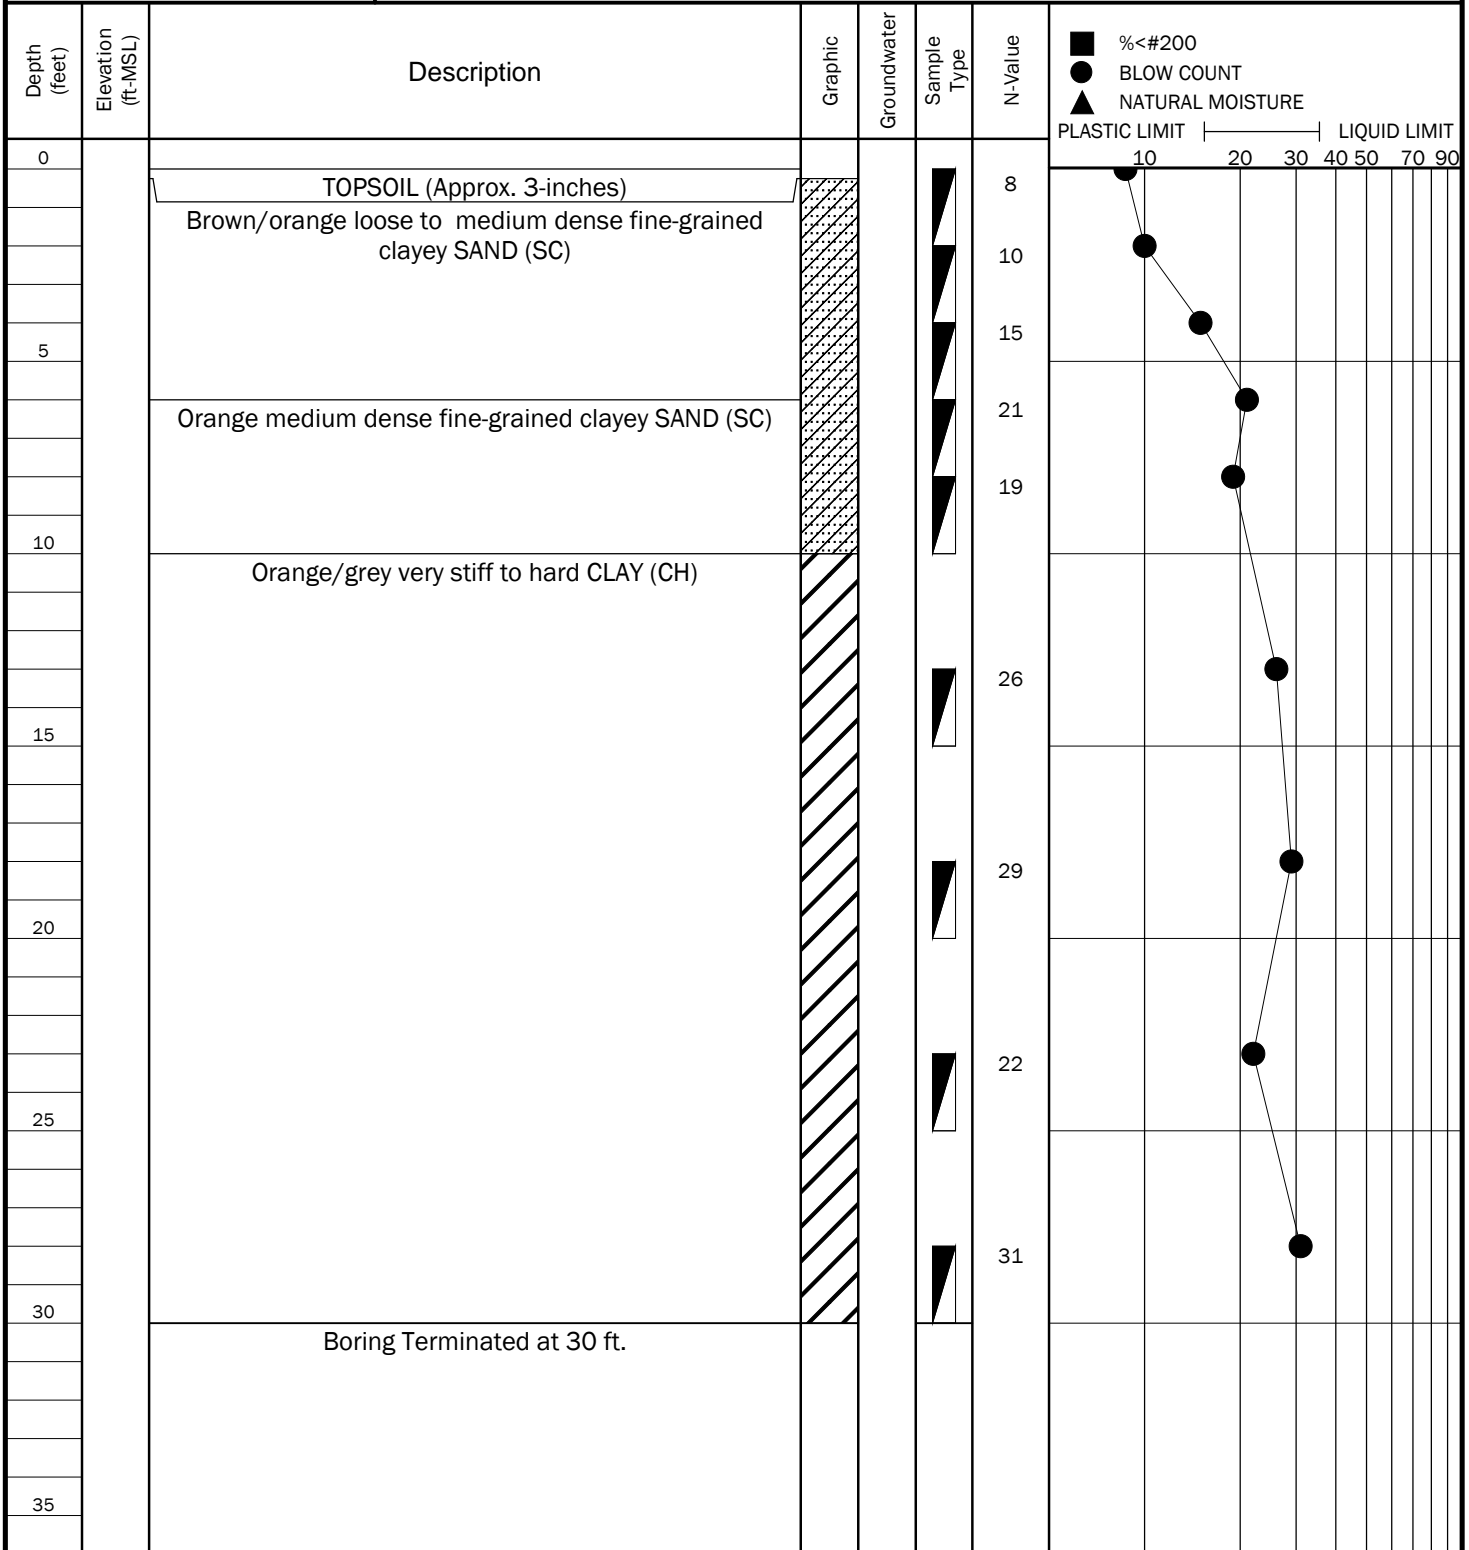 Depth
(feet)
Elevation
(ft-MSL)
Description
Graphic
Groundwater
Sample
Type
N-Value
%<#200
BLOW COUNT
NATURAL MOISTURE
PLASTIC LIMIT LIQUID LIMIT
10 20 30 40 50 70 90
0
TOPSOIL (Approx. 3-inches)
8
Brown/orange loose to medium dense fine-grained
clayey SAND (SC)
10
15
5
Orange medium dense fine-grained clayey SAND (SC)
21
19
10
Orange/grey very stiff to hard CLAY (CH)
26
15
29
20
22
25
31
30
Boring Terminated at 30 ft.
35